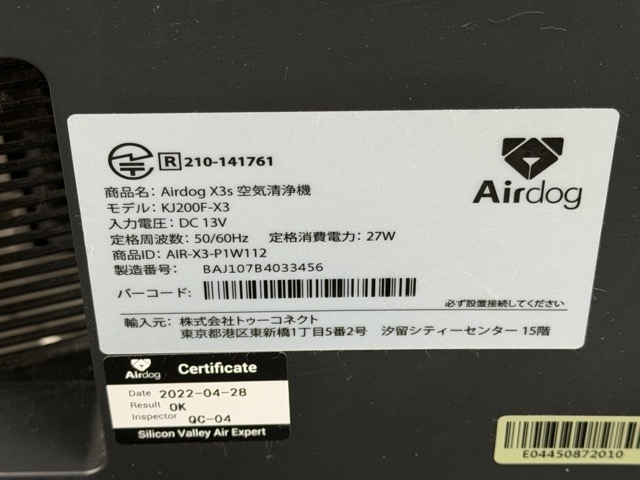 R 210-141761
Airdog
商品名: Airdog X3s 空気清浄機
モデル: KJ200F-X3
入力電圧: DC 13V
定格周波数: 50/60Hz 定格消費電力: 27W
商品ID: AIR-X3-P1W112
製造番号: BAJ107B4033456
バーコード:
必ず設置接続してください
輸入元: 株式会社トゥーコネクト
東京都港区東新橋1丁目5番2号 汐留シティーセンター 15階
Airdog Certificate
Date 2022-04-28
Result OK
Inspector QC-04
Silicon Valley Air Expert
E04450872010